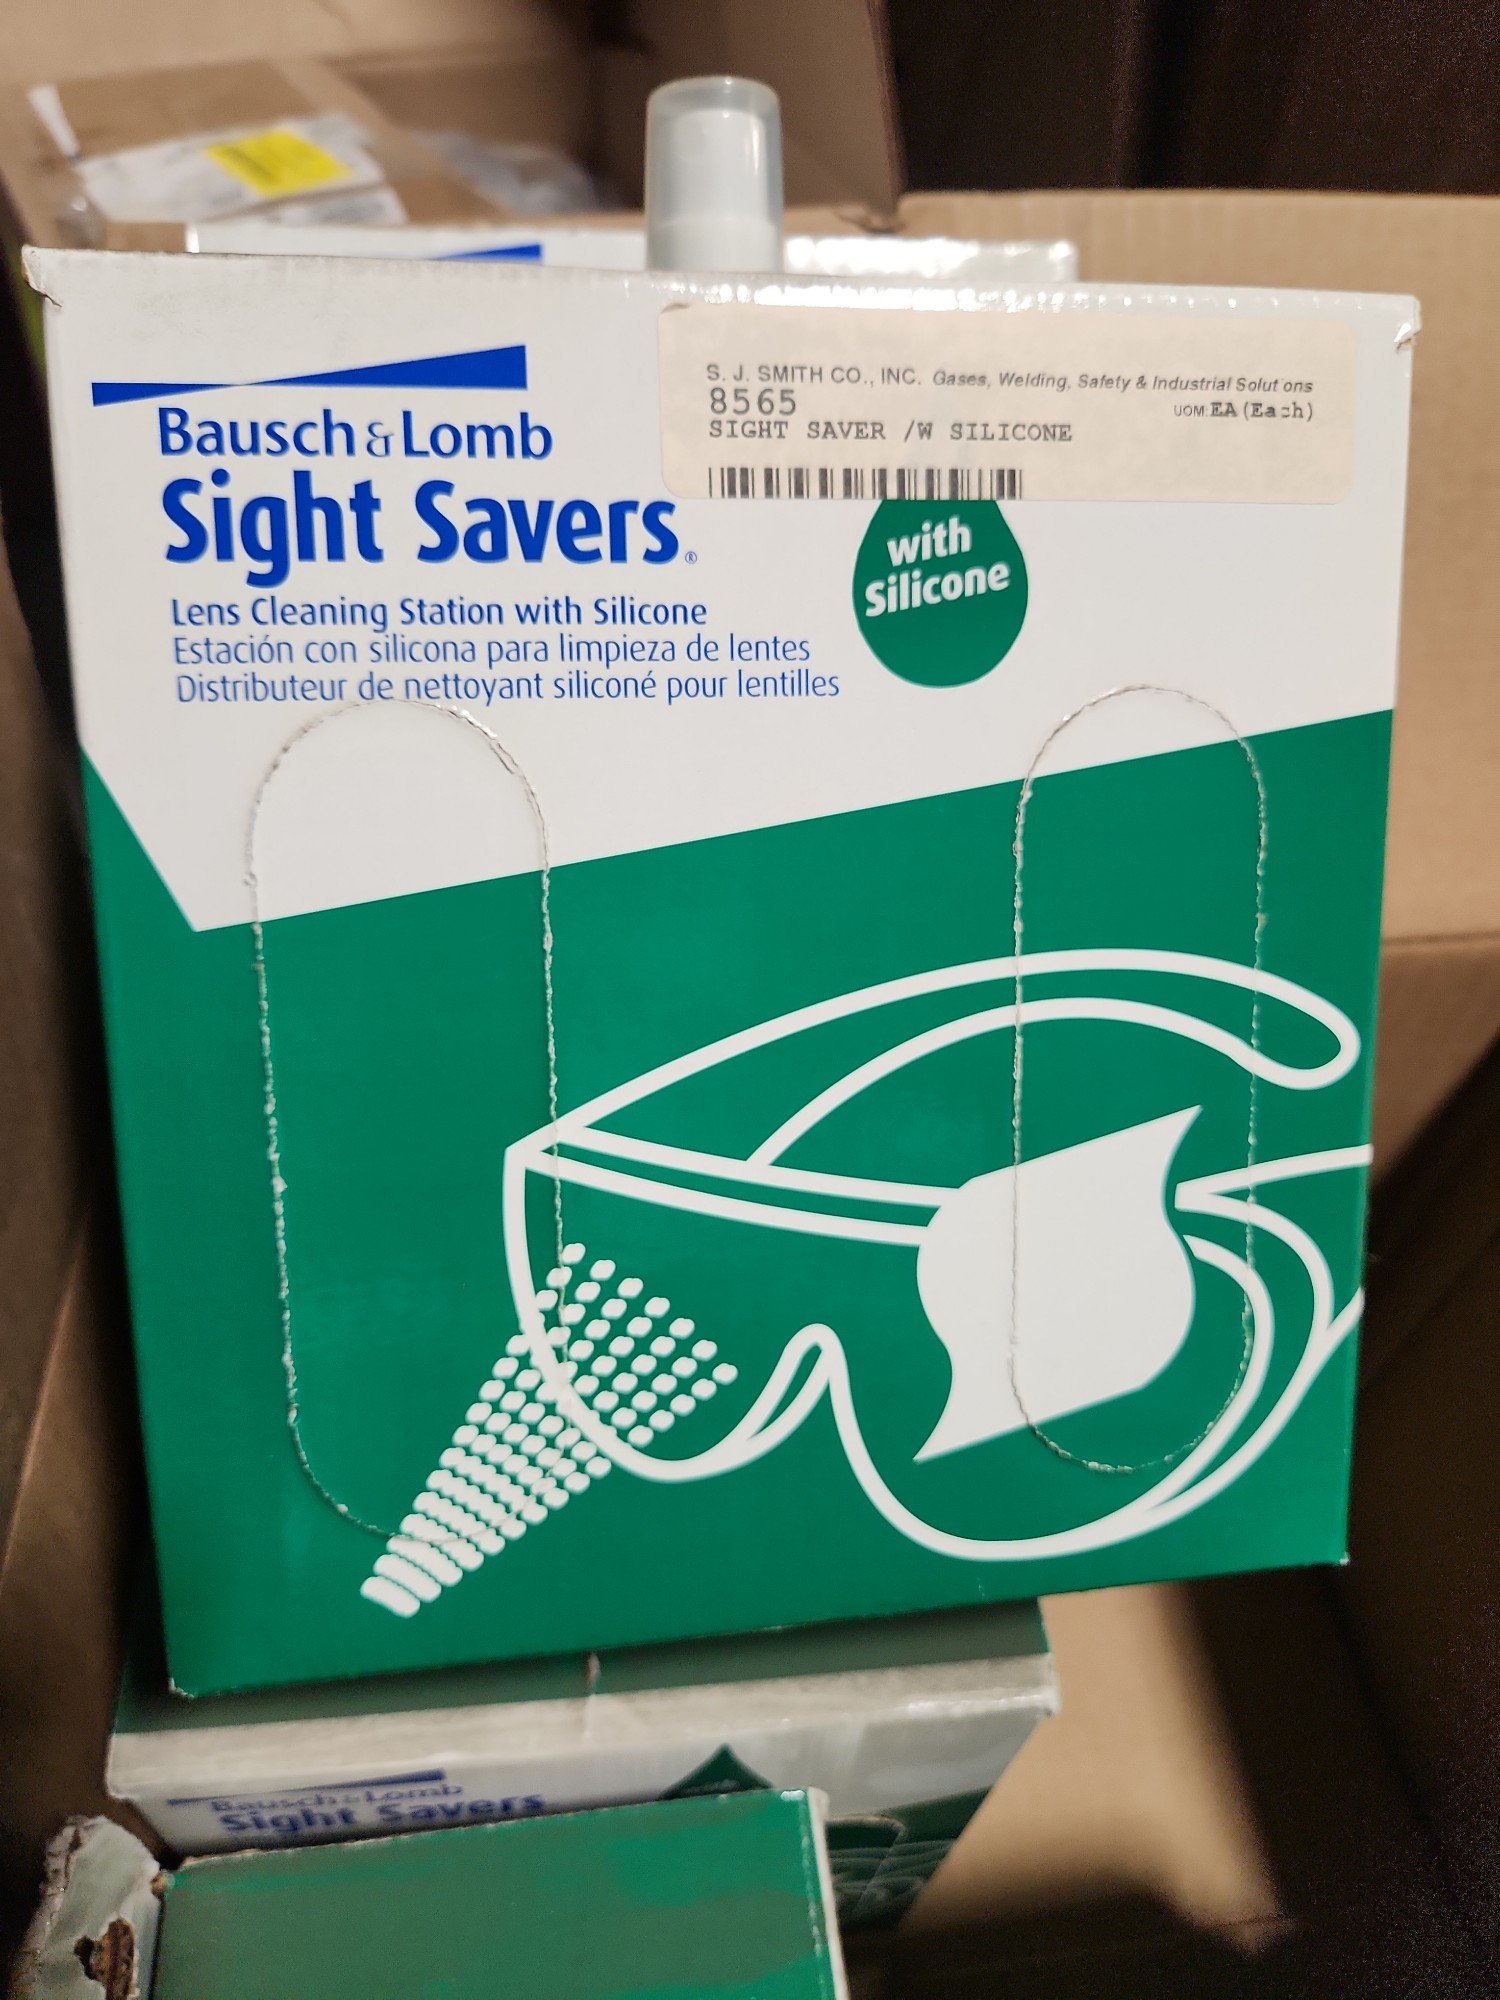 S. J. SMITH CO., INC. Gases, Welding, Safety & Industrial Solut ons
8565
UOM:EA (Each)
SIGHT SAVER /W SILICONE
Bausch & Lomb
Sight Savers®
with
Silicone
Lens Cleaning Station with Silicone
Estación con silicona para limpieza de lentes
Distributeur de nettoyant siliconé pour lentilles
Bausch & Lomb
Sight Savers